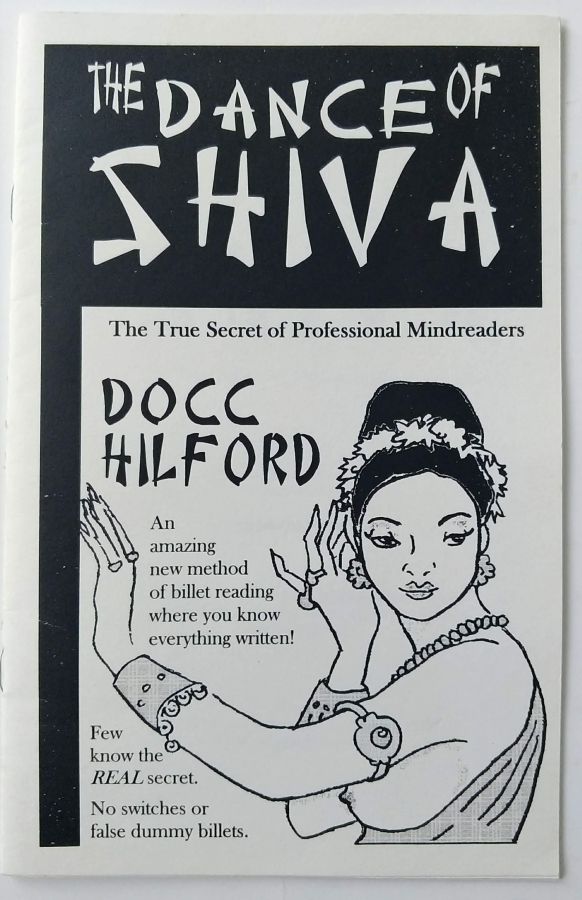 THE DANCE OF
SHIVA
The True Secret of Professional Mindreaders
DOCC
HILFORD
An
amazing
new method
of billet reading
where you know
everything written!
Few
know the
REAL secret.
No switches or
false dummy billets.